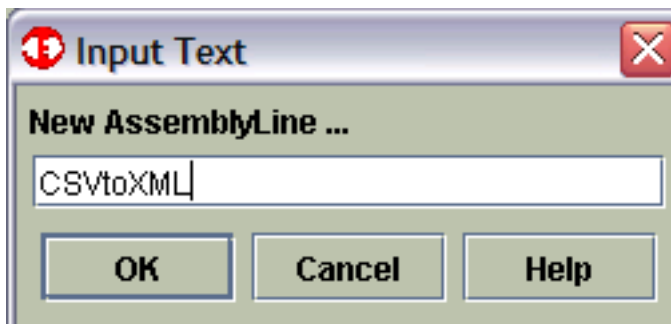 Input Text
New AssemblyLine ...
CSVtoXML
OK Cancel Help